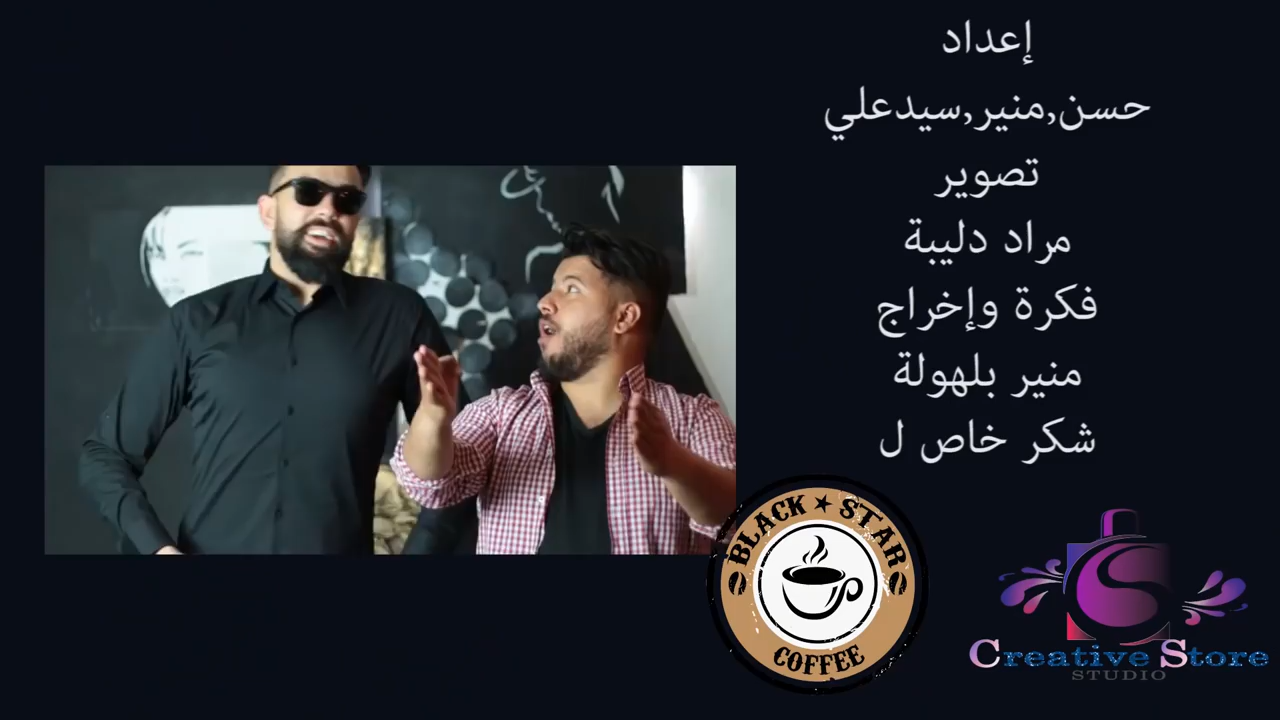 إعداد
حسن,منير,سيدعلي
تصوير
مراد دليبة
فكرة وإخراج
منير بلهولة
شكر خاص ل
BLACK ★ STAR
COFFEE
Creative Store
STUDIO